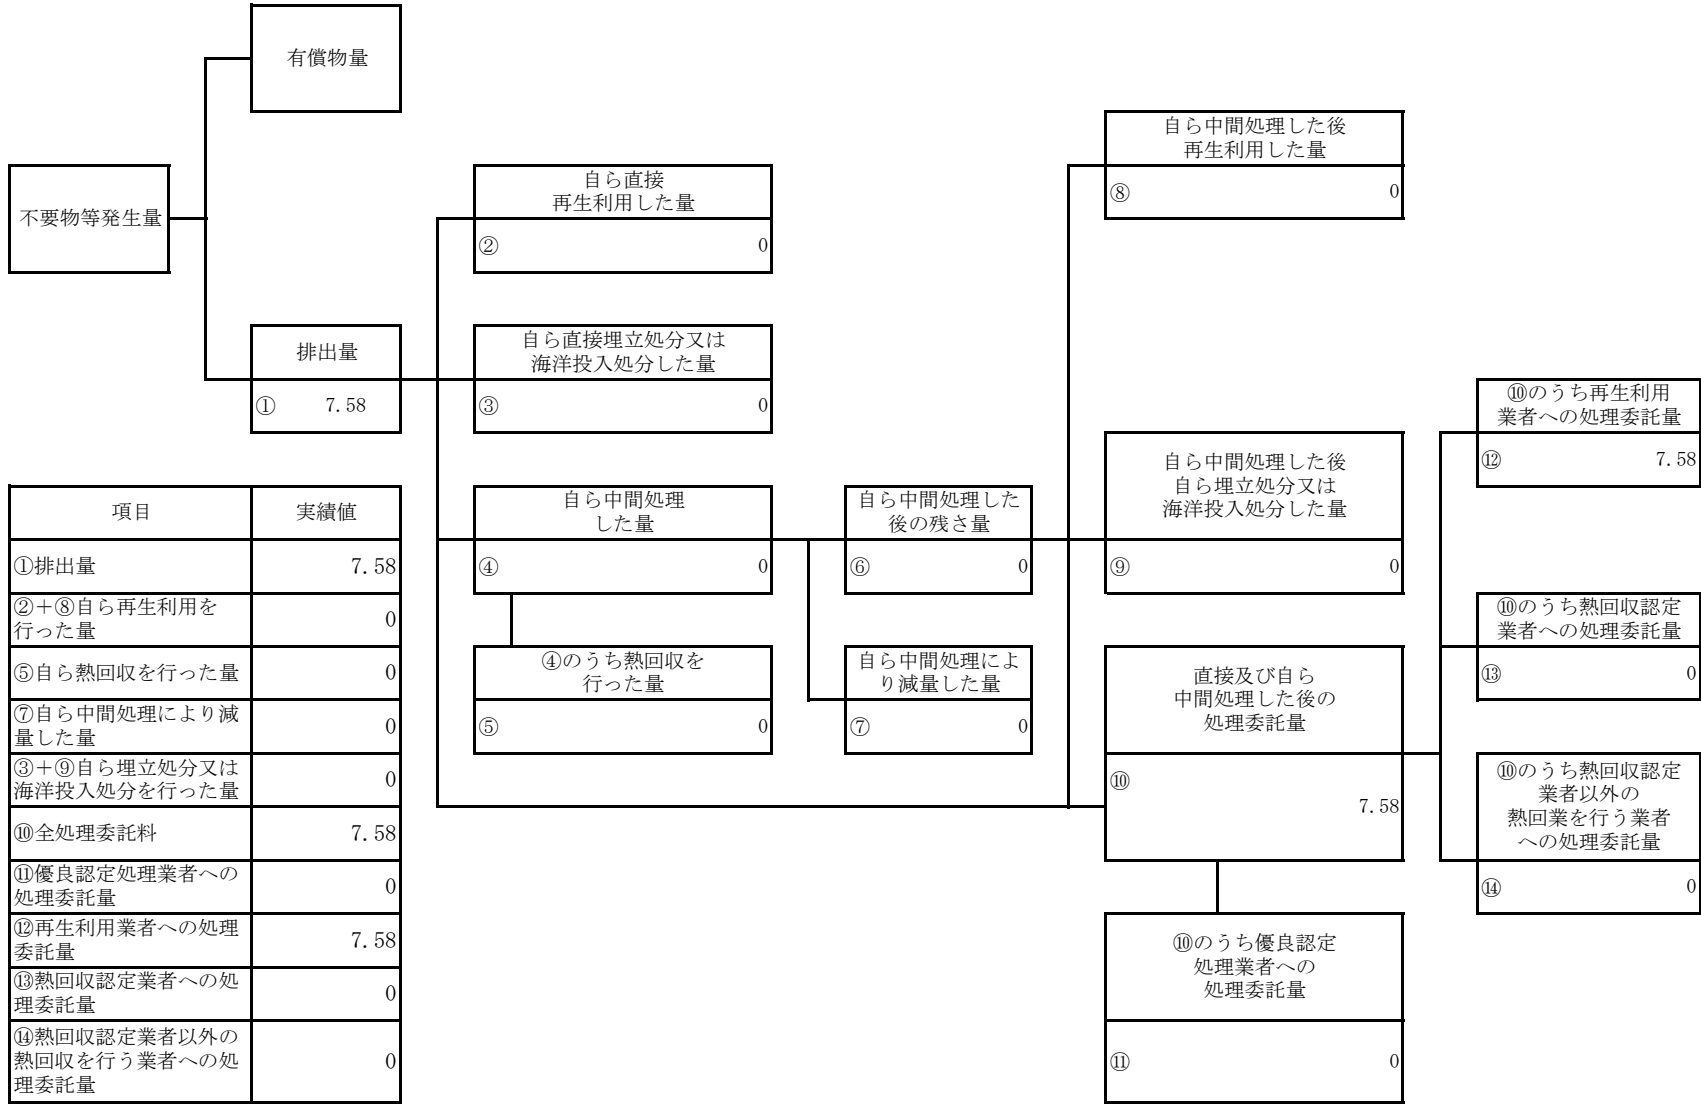 有償物量
不要物等発生量
排出量
① 7.58
自ら直接
再生利用した量
② 0
自ら直接埋立処分又は
海洋投入処分した量
③ 0
自ら中間処理
した量
④ 0
④のうち熱回収を
行った量
⑤ 0
自ら中間処理した
後の残さ量
⑥ 0
自ら中間処理によ
り減量した量
⑦ 0
自ら中間処理した後
再生利用した量
⑧ 0
自ら中間処理した後
自ら埋立処分又は
海洋投入処分した量
⑨ 0
直接及び自ら
中間処理した後の
処理委託量
⑩
7.58
⑩のうち優良認定
処理業者への
処理委託量
⑪ 0
⑩のうち再生利用
業者への処理委託量
⑫ 7.58
⑩のうち熱回収認定
業者への処理委託量
⑬ 0
⑩のうち熱回収認定
業者以外の
熱回業を行う業者
への処理委託量
⑭ 0
項目 実績値
①排出量 7.58
②＋⑧自ら再生利用を
行った量 0
⑤自ら熱回収を行った量 0
⑦自ら中間処理により減
量した量 0
③＋⑨自ら埋立処分又は
海洋投入処分を行った量 0
⑩全処理委託料 7.58
⑪優良認定処理業者への
処理委託量 0
⑫再生利用業者への処理
委託量 7.58
⑬熱回収認定業者への処
理委託量 0
⑭熱回収認定業者以外の
熱回収を行う業者への処
理委託量 0